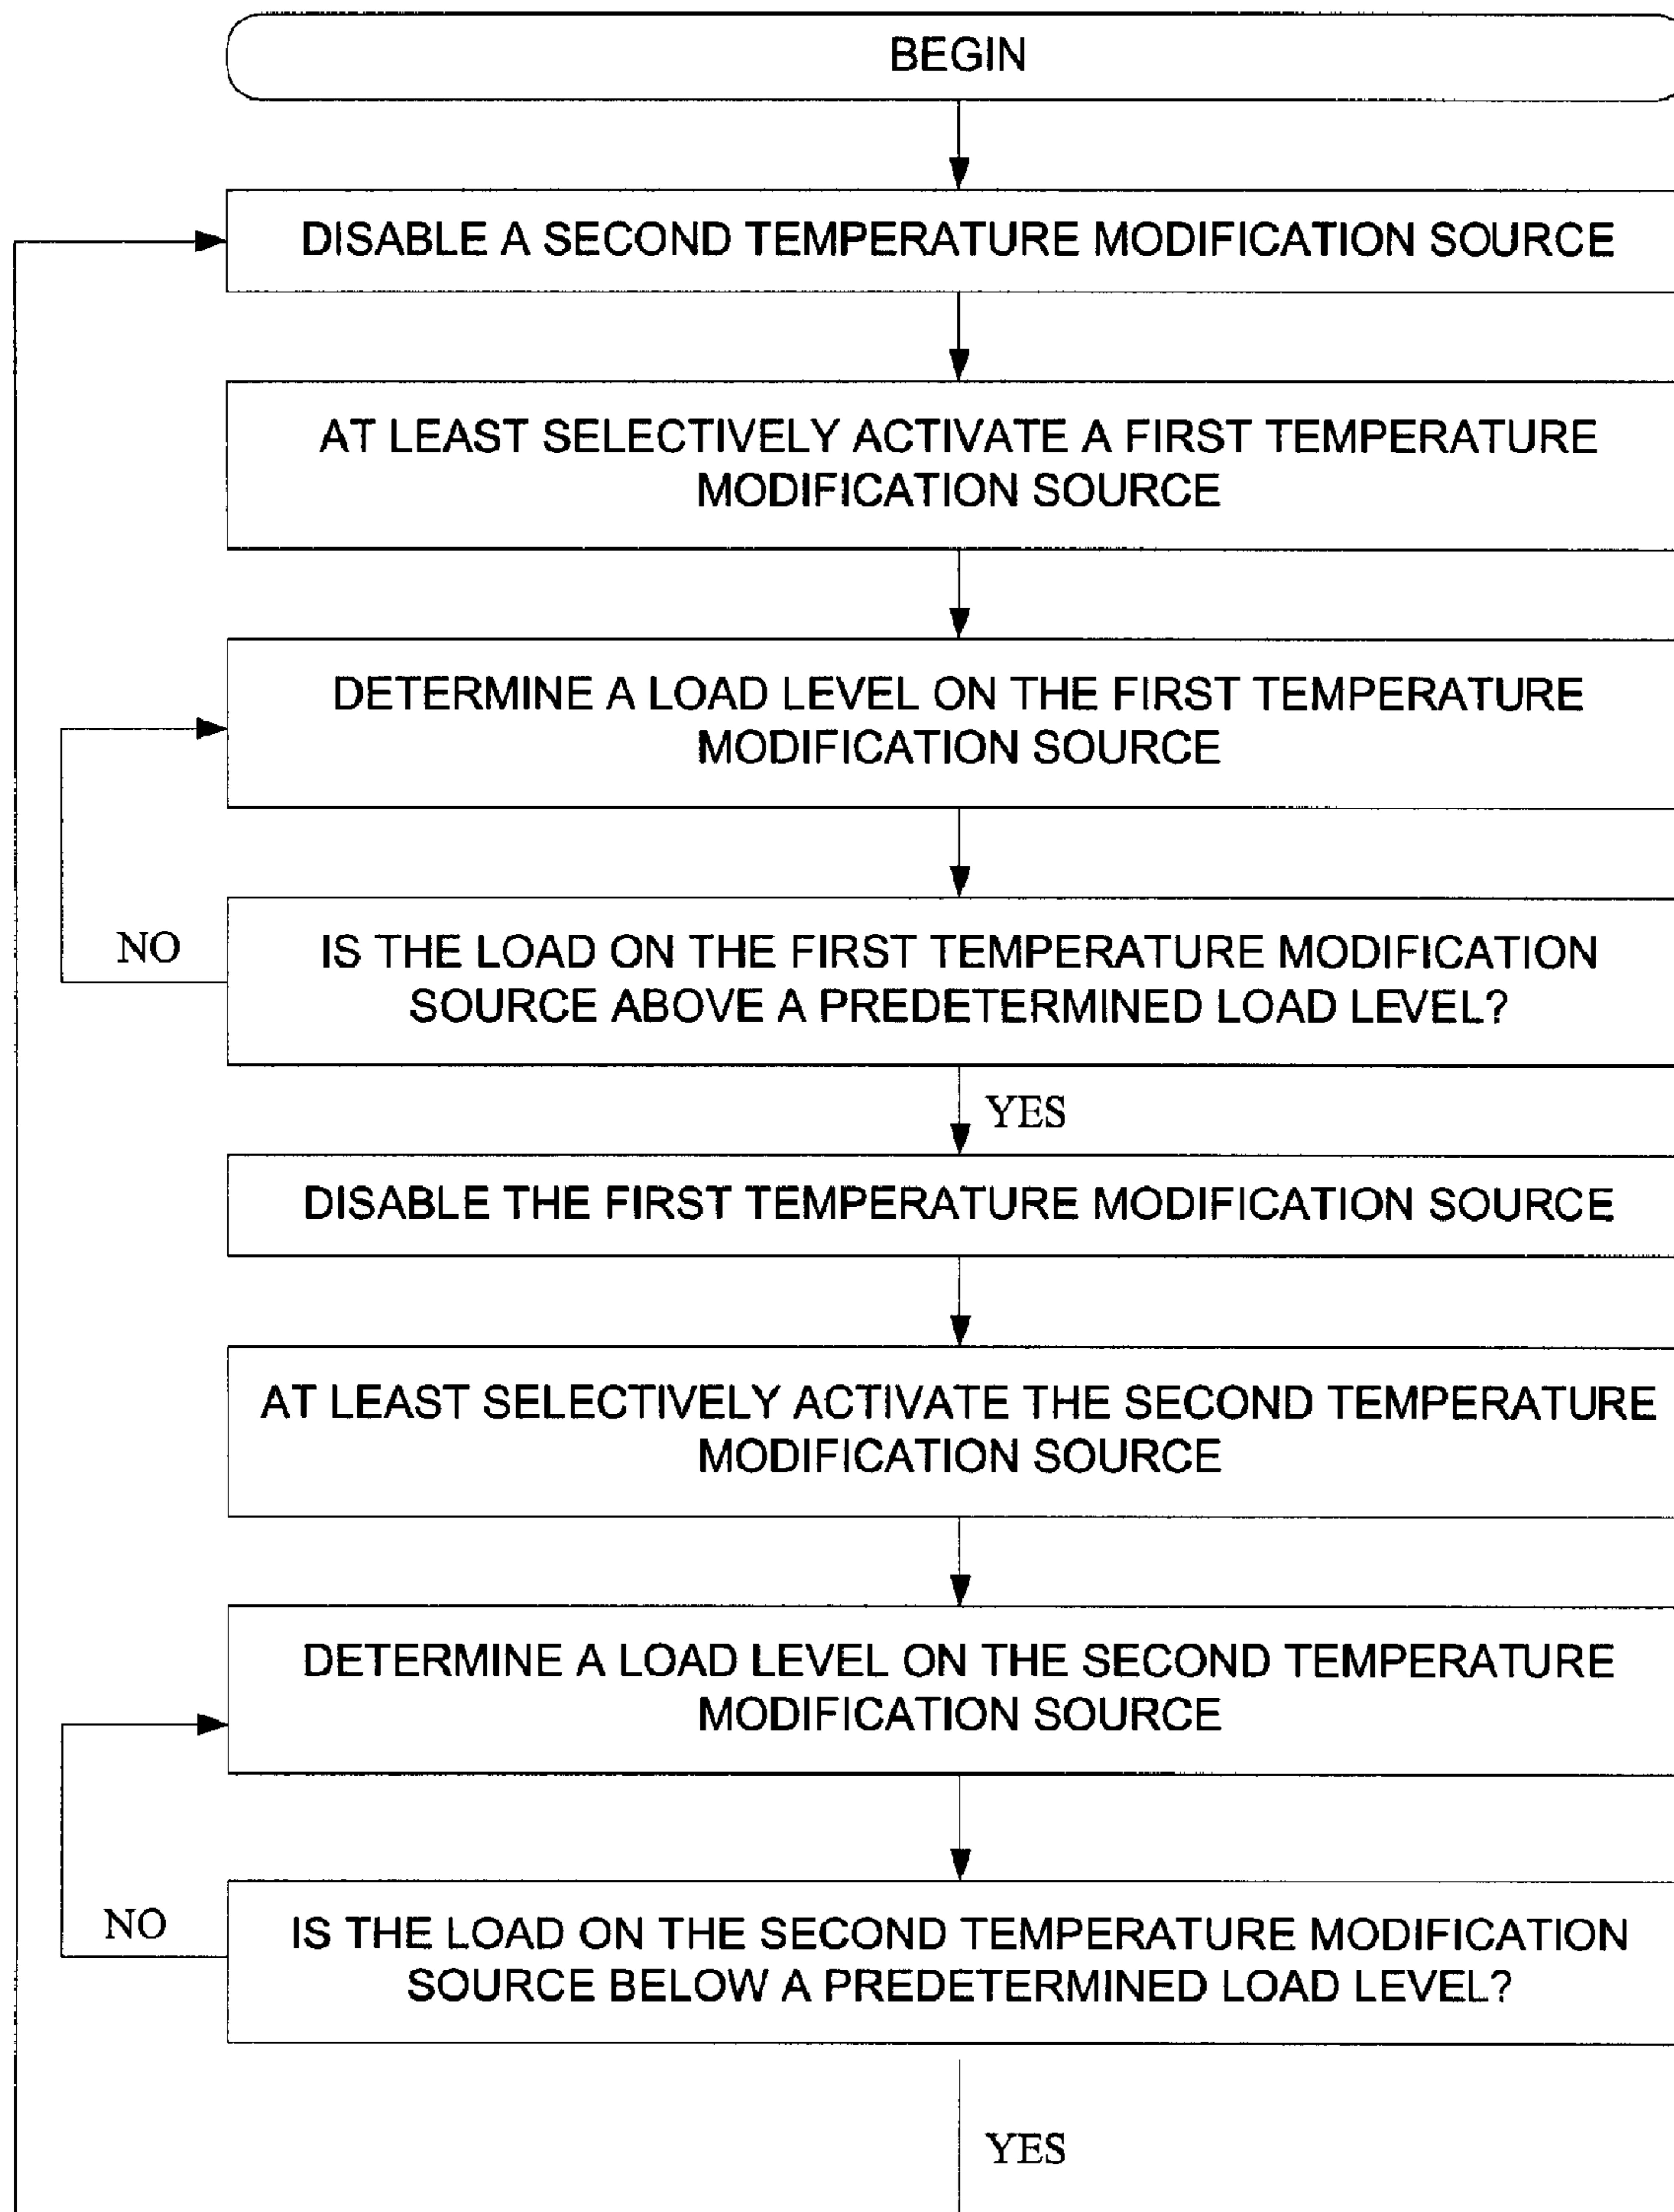 BEGIN
DISABLE A SECOND TEMPERATURE MODIFICATION SOURCE
AT LEAST SELECTIVELY ACTIVATE A FIRST TEMPERATURE
MODIFICATION SOURCE
DETERMINE A LOAD LEVEL ON THE FIRST TEMPERATURE
MODIFICATION SOURCE
NO
IS THE LOAD ON THE FIRST TEMPERATURE MODIFICATION
SOURCE ABOVE A PREDETERMINED LOAD LEVEL?
YES
DISABLE THE FIRST TEMPERATURE MODIFICATION SOURCE
AT LEAST SELECTIVELY ACTIVATE THE SECOND TEMPERATURE
MODIFICATION SOURCE
DETERMINE A LOAD LEVEL ON THE SECOND TEMPERATURE
MODIFICATION SOURCE
NO
IS THE LOAD ON THE SECOND TEMPERATURE MODIFICATION
SOURCE BELOW A PREDETERMINED LOAD LEVEL?
YES